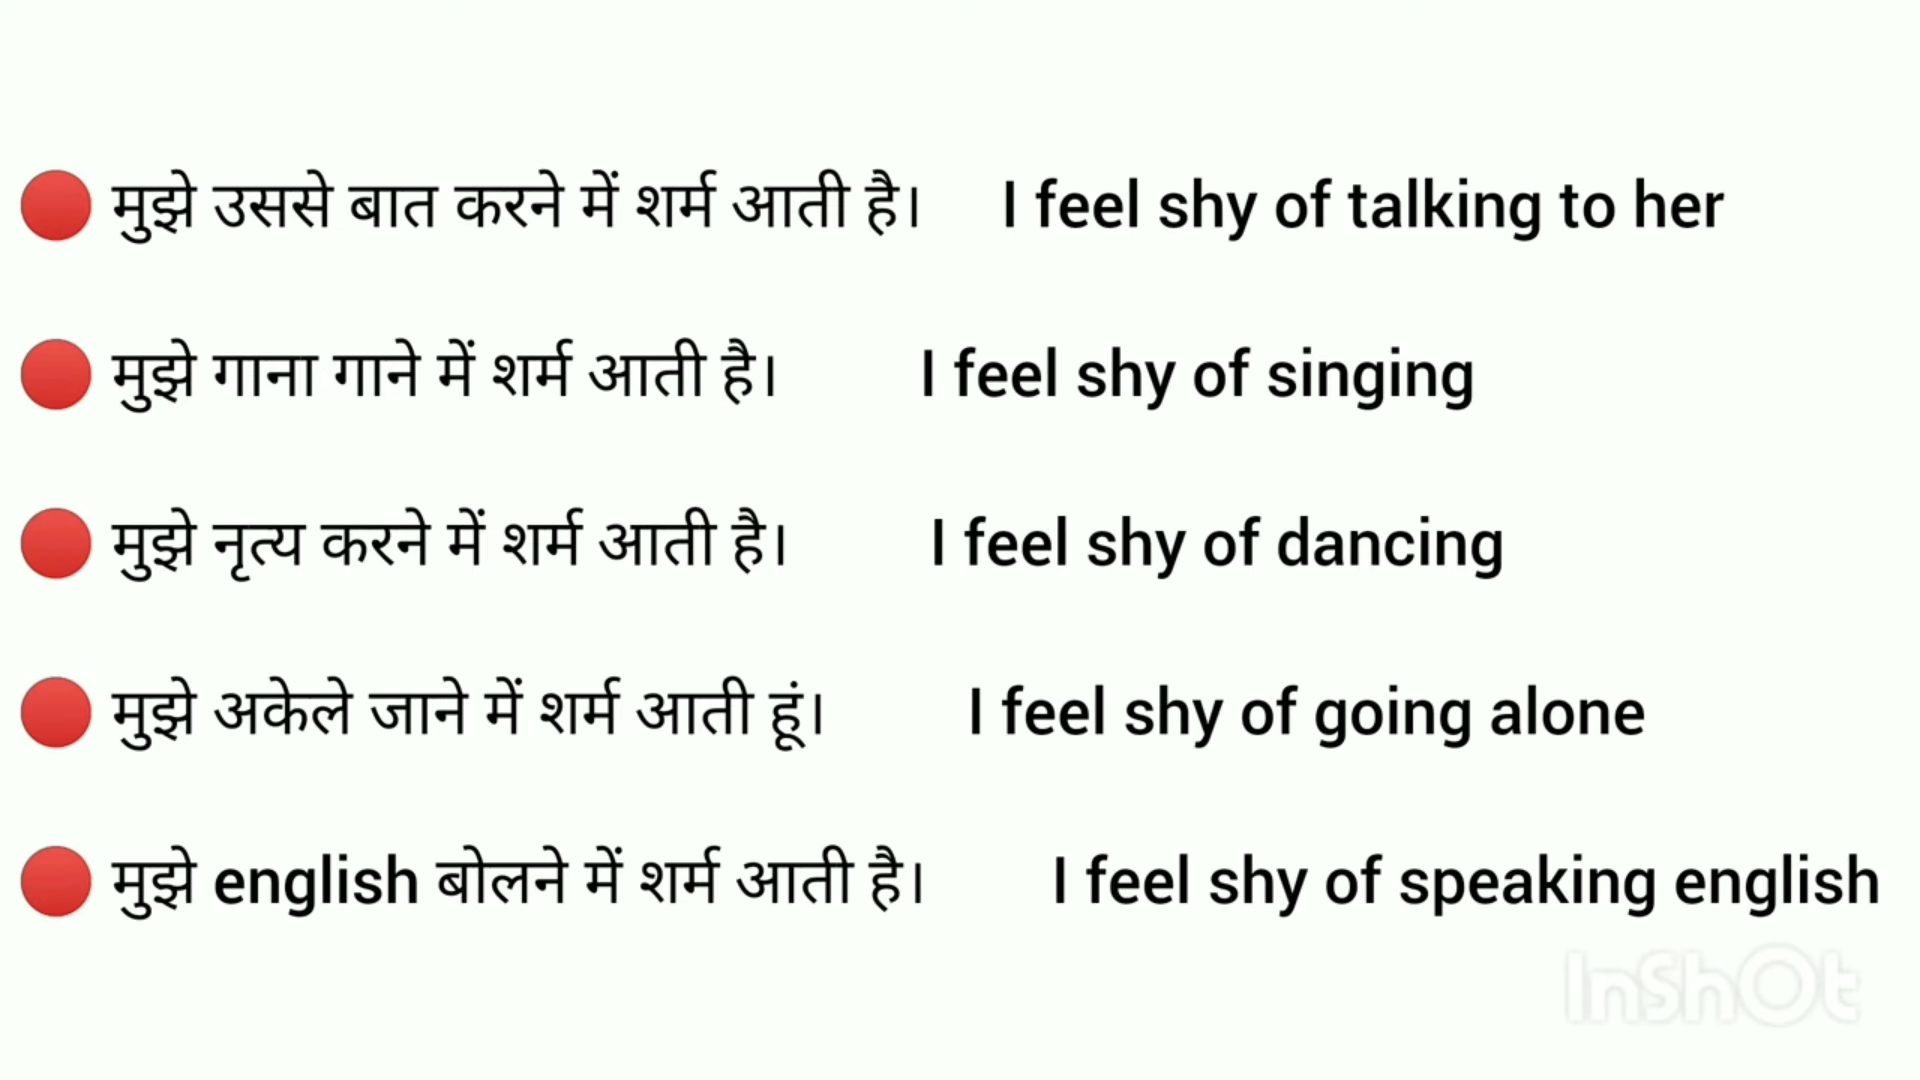 मुझे उससे बात करने में शर्म आती है। I feel shy of talking to her
मुझे गाना गाने में शर्म आती है। I feel shy of singing
मुझे नृत्य करने में शर्म आती है। I feel shy of dancing
मुझे अकेले जाने में शर्म आती हूं। I feel shy of going alone
मुझे english बोलने में शर्म आती है। I feel shy of speaking english
InShOt